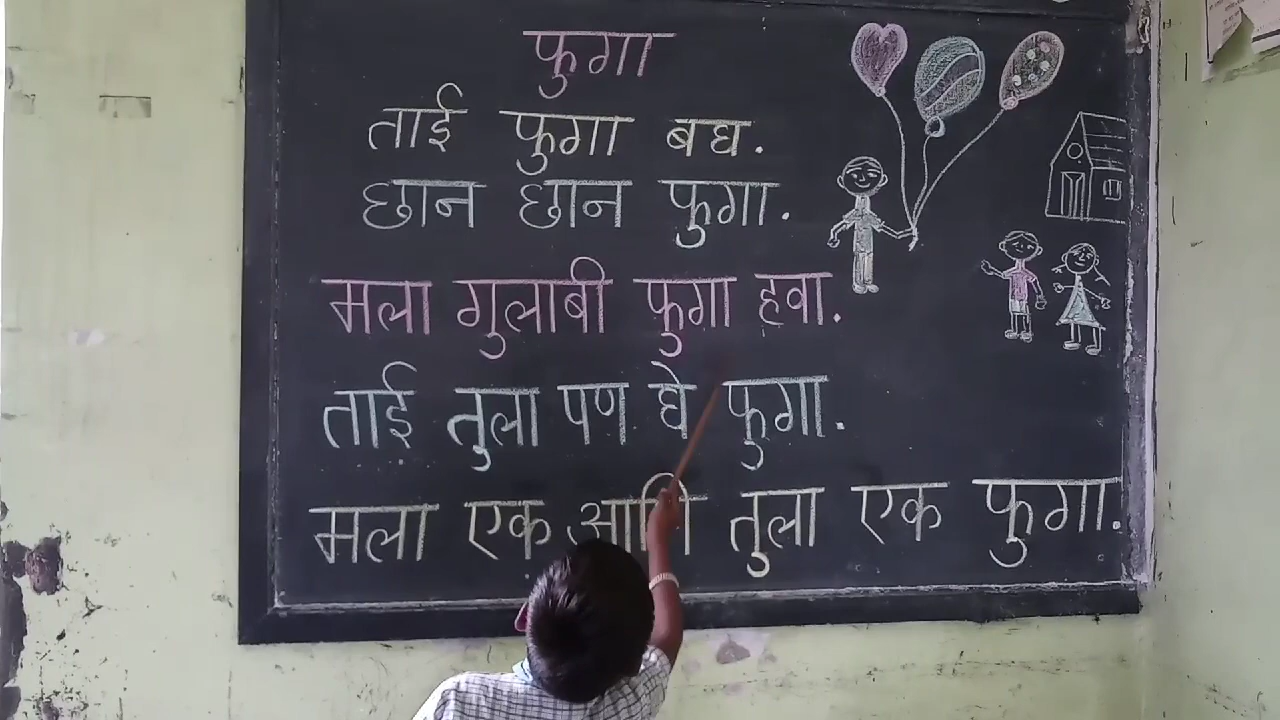 फुगा
ताई फुगा बघ.
छान छान फुगा.
मला गुलाबी फुगा हवा.
ताई तुला पण घे फुगा.
मला एक आणि तुला एक फुगा.